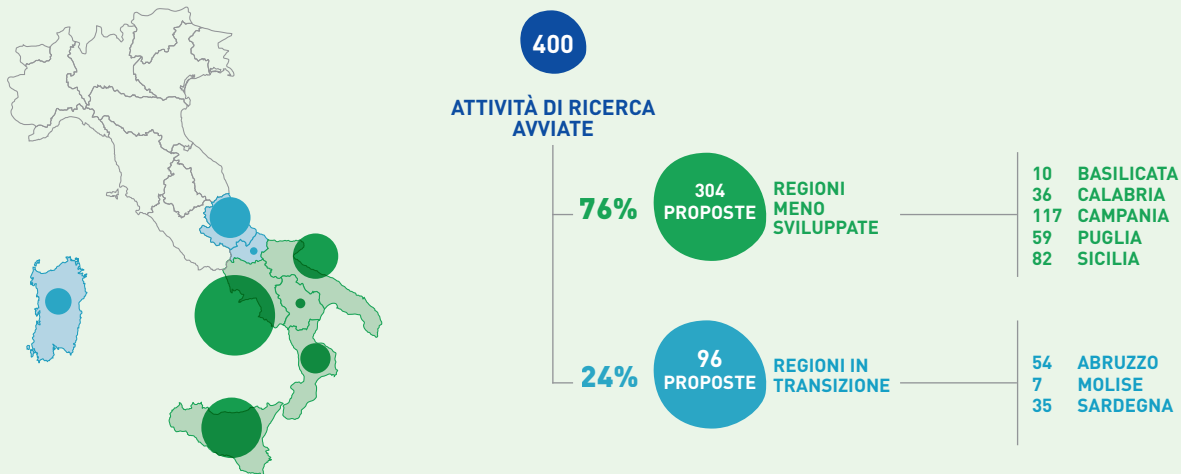 400
ATTIVITÀ DI RICERCA
AVVIATE
76%
304
PROPOSTE
REGIONI
MENO
SVILUPPATE
10 BASILICATA
36 CALABRIA
117 CAMPANIA
59 PUGLIA
82 SICILIA
24%
96
PROPOSTE
REGIONI IN
TRANSIZIONE
54 ABRUZZO
7 MOLISE
35 SARDEGNA